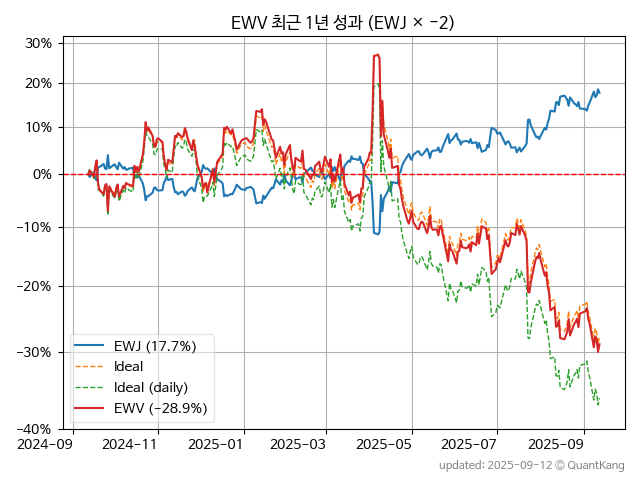 EWV 최근 1년 성과 (EWJ × −2)
30%
20%
10%
0%
−10%
−20%
−30%
−40%
EWJ (17.7%)
Ideal
Ideal (daily)
EWV (−28.9%)
2024-09
2024-11
2025-01
2025-03
2025-05
2025-07
2025-09
updated: 2025-09-12 © QuantKang